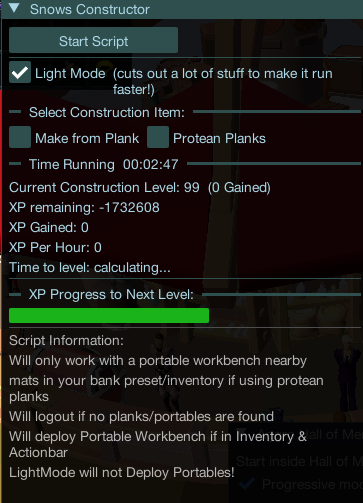 Snows Constructor
Start Script
Light Mode (cuts out a lot of stuff to make it run
faster!)
Select Construction Item:
Make from Plank
Protean Planks
Time Running 00:02:47
Current Construction Level: 99 (0 Gained)
XP remaining: -1732608
XP Gained: 0
XP Per Hour: 0
Time to level: calculating...
XP Progress to Next Level:
Script Information:
Will only work with a portable workbench nearby
mats in your bank preset/inventory if using protean
planks
Will logout if no planks/portables are found
Will deploy Portable Workbench if in Inventory &
Actionbar
LightMode will not Deploy Portables!
Hall of Me
Start inside Hall of M
Progressive mo